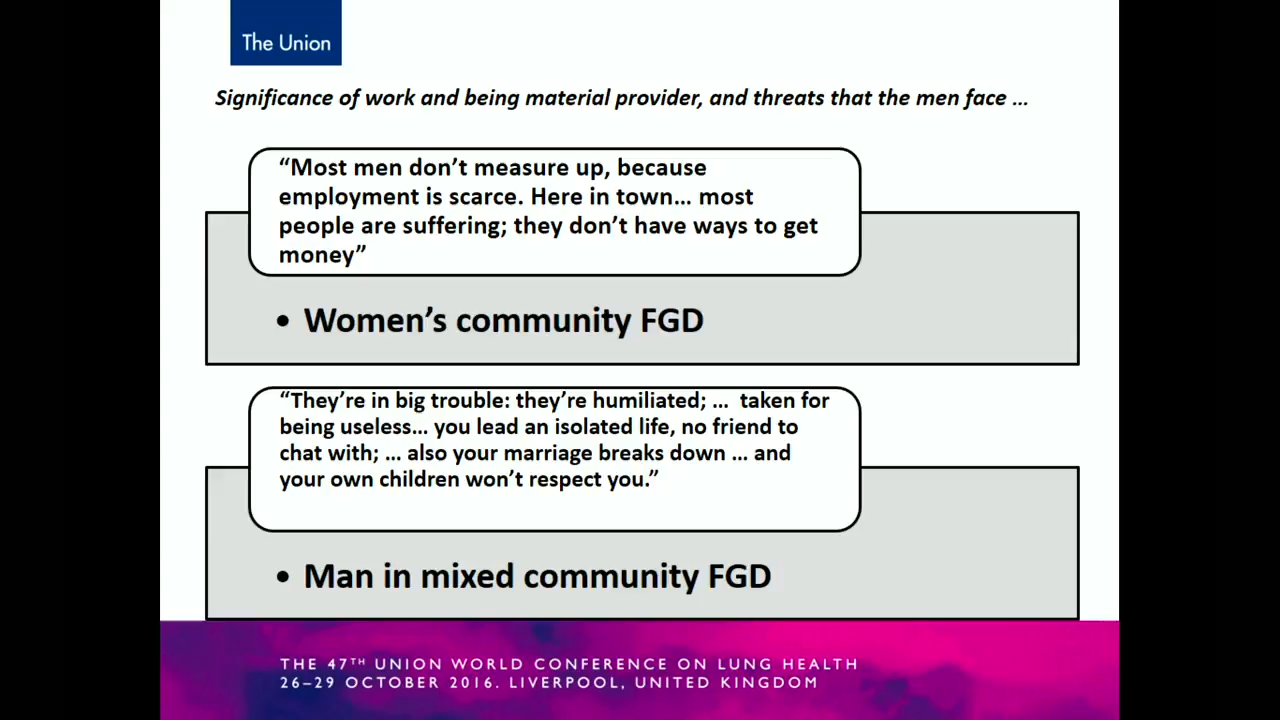 The Union
Significance of work and being material provider, and threats that the men face ...
“Most men don’t measure up, because
employment is scarce. Here in town… most
people are suffering; they don’t have ways to get
money”
• Women’s community FGD
“They’re in big trouble: they’re humiliated; … taken for
being useless… you lead an isolated life, no friend to
chat with; … also your marriage breaks down … and
your own children won’t respect you.”
• Man in mixed community FGD
THE 47TH UNION WORLD CONFERENCE ON LUNG HEALTH
26–29 OCTOBER 2016. LIVERPOOL, UNITED KINGDOM